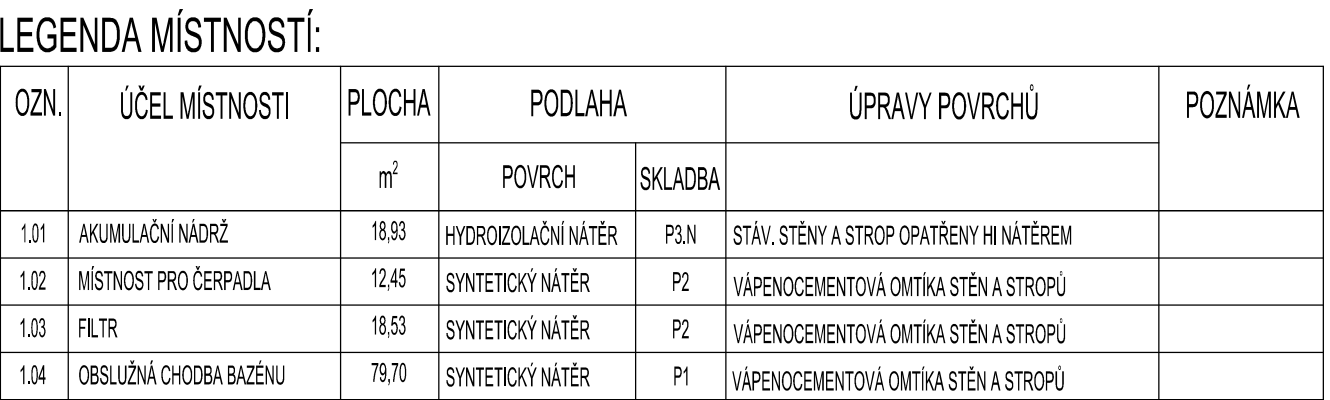 LEGENDA MÍSTNOSTÍ:
OZN. ÚČEL MÍSTNOSTI PLOCHA PODLAHA ÚPRAVY POVRCHŮ POZNÁMKA
m² POVRCH SKLADBA
1.01 AKUMULAČNÍ NÁDRŽ 18,93 HYDROIZOLAČNÍ NÁTĚR P3.N STÁV. STĚNY A STROP OPATŘENY HI NÁTĚREM
1.02 MÍSTNOST PRO ČERPADLA 12,45 SYNTETICKÝ NÁTĚR P2 VÁPENOCEMENTOVÁ OMTÍKA STĚN A STROPŮ
1.03 FILTR 18,53 SYNTETICKÝ NÁTĚR P2 VÁPENOCEMENTOVÁ OMTÍKA STĚN A STROPŮ
1.04 OBSLUŽNÁ CHODBA BAZÉNU 79,70 SYNTETICKÝ NÁTĚR P1 VÁPENOCEMENTOVÁ OMTÍKA STĚN A STROPŮ